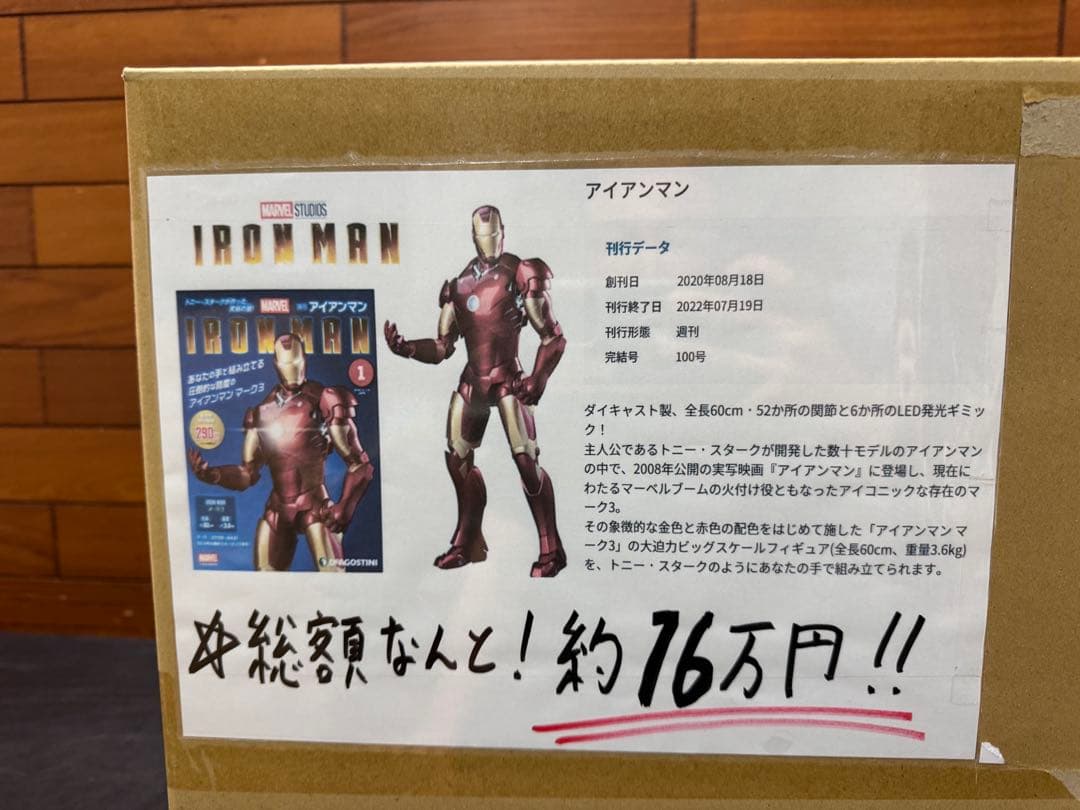 アイアンマン
MARVEL STUDIOS
IRON MAN
刊行データ
創刊日 2020年08月18日
刊行終了日 2022年07月19日
刊行形態 週刊
完結号 100号
MARVEL アイアンマン
IRON MAN
1
あなたの手で組み立てる
圧倒的な精度の
アイアンマン マーク3
290
MARVEL
DeAGOSTINI
ダイキャスト製、全長60cm・52か所の関節と6か所のLED発光ギミッ
ク！
主人公であるトニー・スタークが開発した数十モデルのアイアンマン
の中で、2008年公開の実写映画『アイアンマン』に登場し、現在に
わたるマーベルブームの火付け役ともなったアイコニックな存在のマ
ーク3。
その象徴的な金色と赤色の配色をはじめて施した「アイアンマン マ
ーク3」の大迫力ビッグスケールフィギュア(全長60cm、重量3.6kg)
を、トニー・スタークのようにあなたの手で組み立てられます。
☆総額なんと！約16万円!!